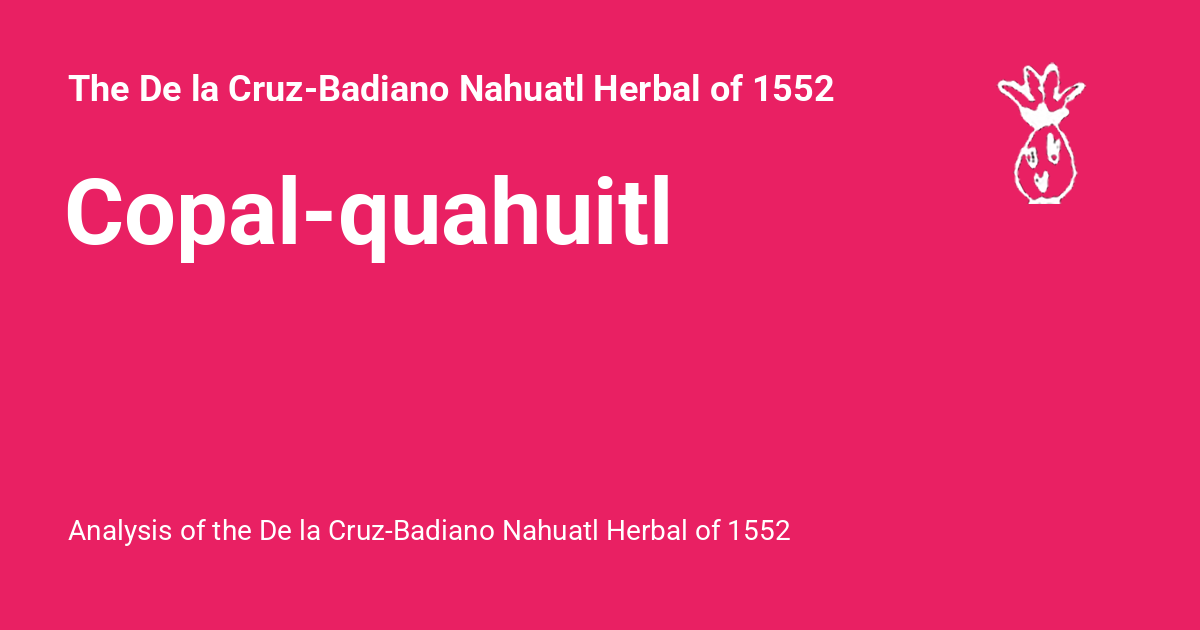 The De la Cruz-Badiano Nahuatl Herbal of 1552
Copal-quahuitl
Analysis of the De la Cruz-Badiano Nahuatl Herbal of 1552